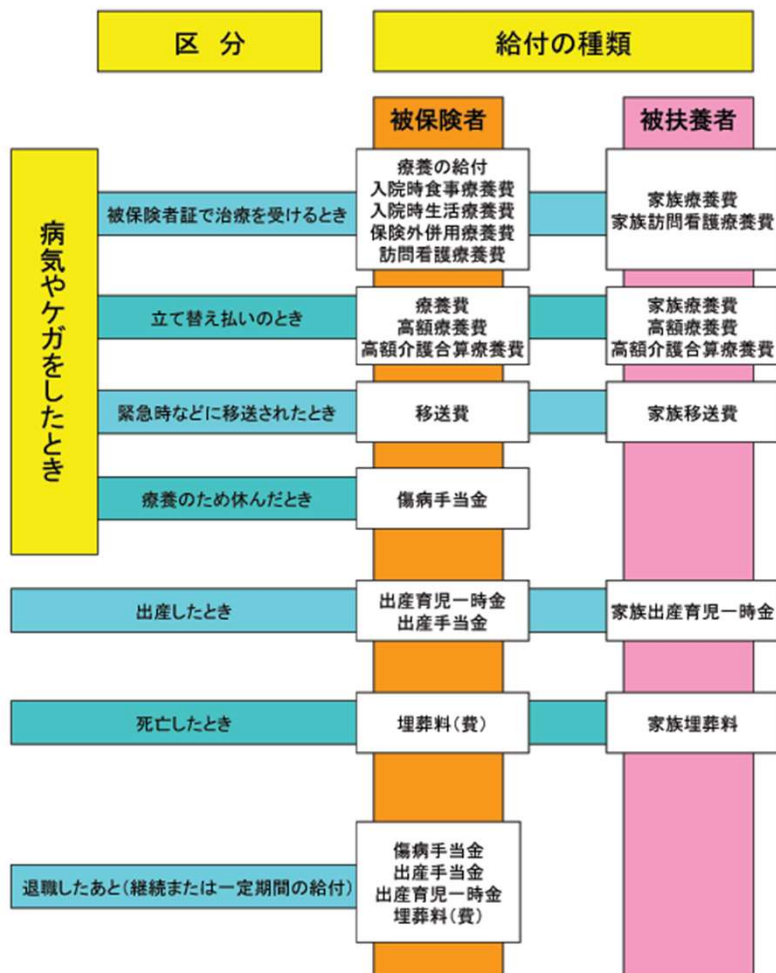 区 分
給付の種類
被保険者
被扶養者
病気やケガをしたとき
被保険者証で治療を受けるとき
療養の給付
入院時食事療養費
入院時生活療養費
保険外併用療養費
訪問看護療養費
家族療養費
家族訪問看護療養費
立て替え払いのとき
療養費
高額療養費
高額介護合算療養費
家族療養費
高額療養費
高額介護合算療養費
緊急時などに移送されたとき
移送費
家族移送費
療養のため休んだとき
傷病手当金
出産したとき
出産育児一時金
出産手当金
家族出産育児一時金
死亡したとき
埋葬料(費)
家族埋葬料
退職したあと(継続または一定期間の給付)
傷病手当金
出産手当金
出産育児一時金
埋葬料(費)